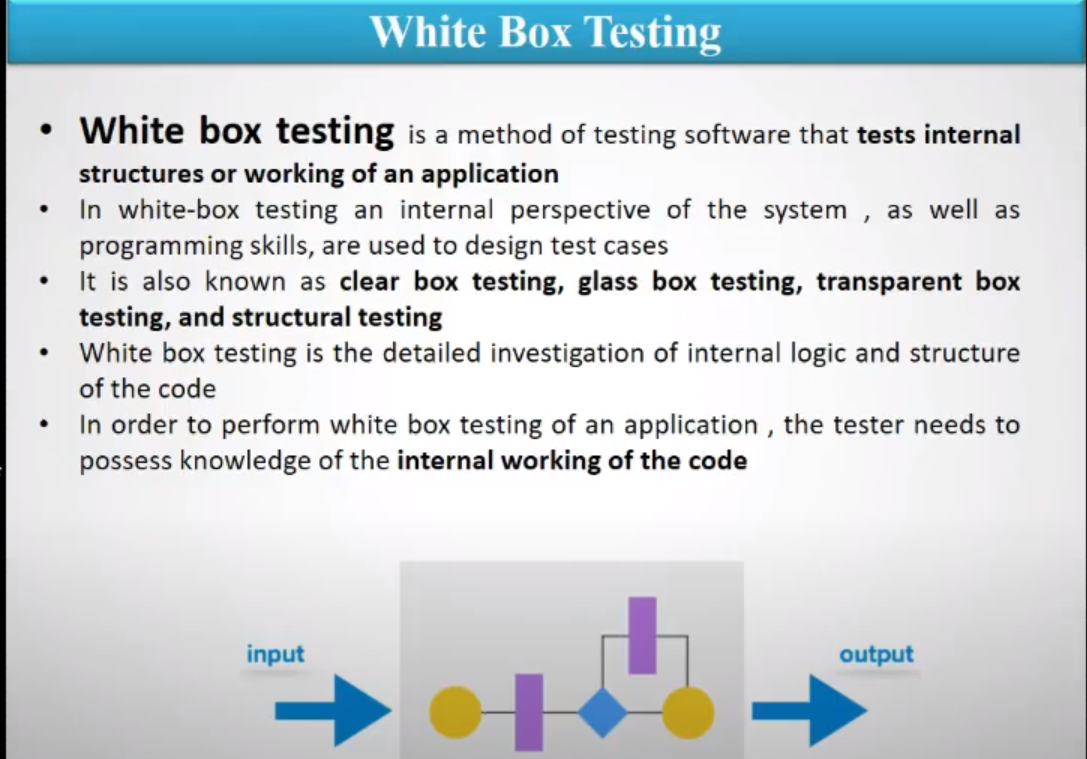 White Box Testing
• White box testing is a method of testing software that tests internal
structures or working of an application
• In white-box testing an internal perspective of the system , as well as
programming skills, are used to design test cases
• It is also known as clear box testing, glass box testing, transparent box
testing, and structural testing
• White box testing is the detailed investigation of internal logic and structure
of the code
• In order to perform white box testing of an application , the tester needs to
possess knowledge of the internal working of the code
input
output